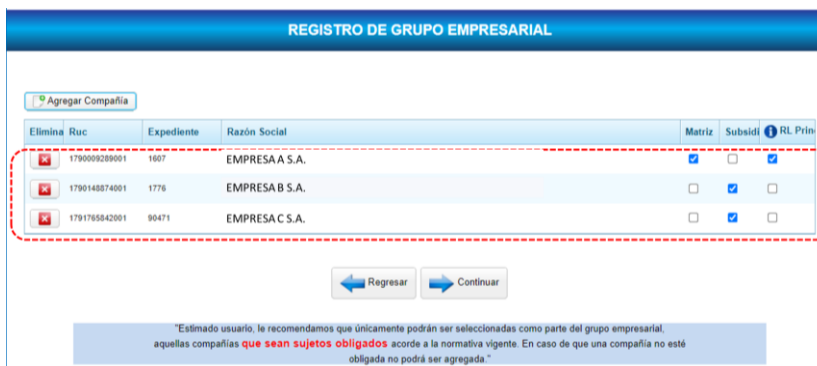 REGISTRO DE GRUPO EMPRESARIAL
Agregar Compañía
Elimina Ruc Expediente Razón Social Matriz Subsidi RL Prin
1790009289001 1607 EMPRESA A S.A.
1790148874001 1776 EMPRESA B S.A.
1791765842001 90471 EMPRESA C S.A.
Regresar Continuar
"Estimado usuario, le recomendamos que únicamente podrán ser seleccionadas como parte del grupo empresarial,
aquellas compañías que sean sujetos obligados acorde a la normativa vigente. En caso de que una compañía no esté
obligada no podrá ser agregada."